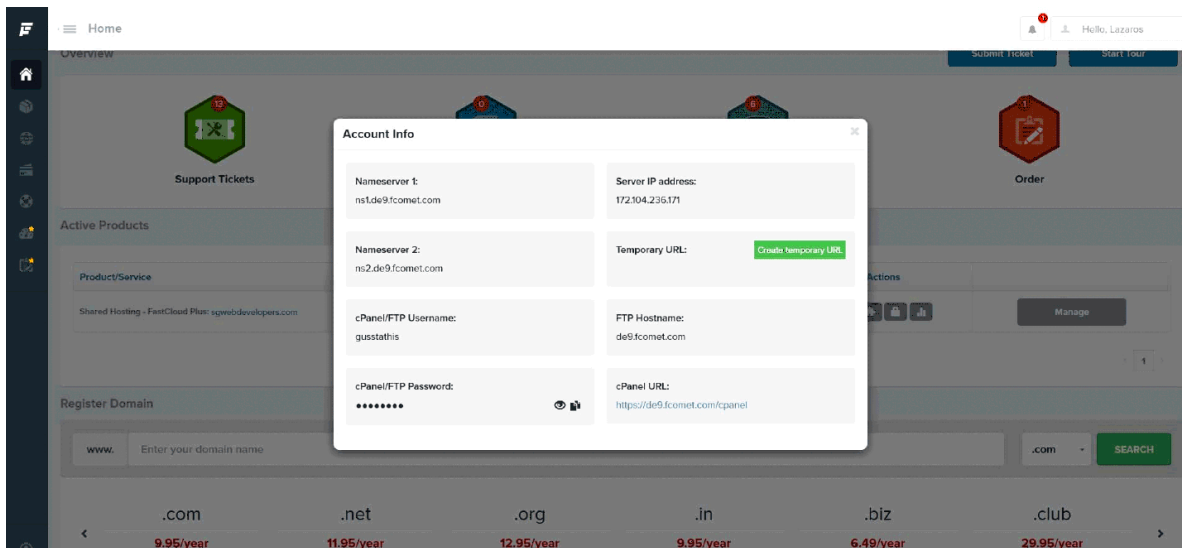 Home
1
Hello, Lazaros
Overview
Submit Ticket
Start Tour
13
0
6
1
Support Tickets
Order
Account Info
Nameserver 1:
ns1.de9.fcomet.com
Server IP address:
172.104.236.171
Nameserver 2:
ns2.de9.fcomet.com
Temporary URL:
Create temporary URL
cPanel/FTP Username:
gusstathis
FTP Hostname:
de9.fcomet.com
cPanel/FTP Password:
••••••••
cPanel URL:
https://de9.fcomet.com/cpanel
Active Products
Product/Service
Actions
Shared Hosting - FastCloud Plus: sgwebdevelopers.com
Manage
1
Register Domain
www.
Enter your domain name
.com
SEARCH
.com
.net
.org
.in
.biz
.club
9.95/year
11.95/year
12.95/year
9.95/year
6.49/year
29.95/year